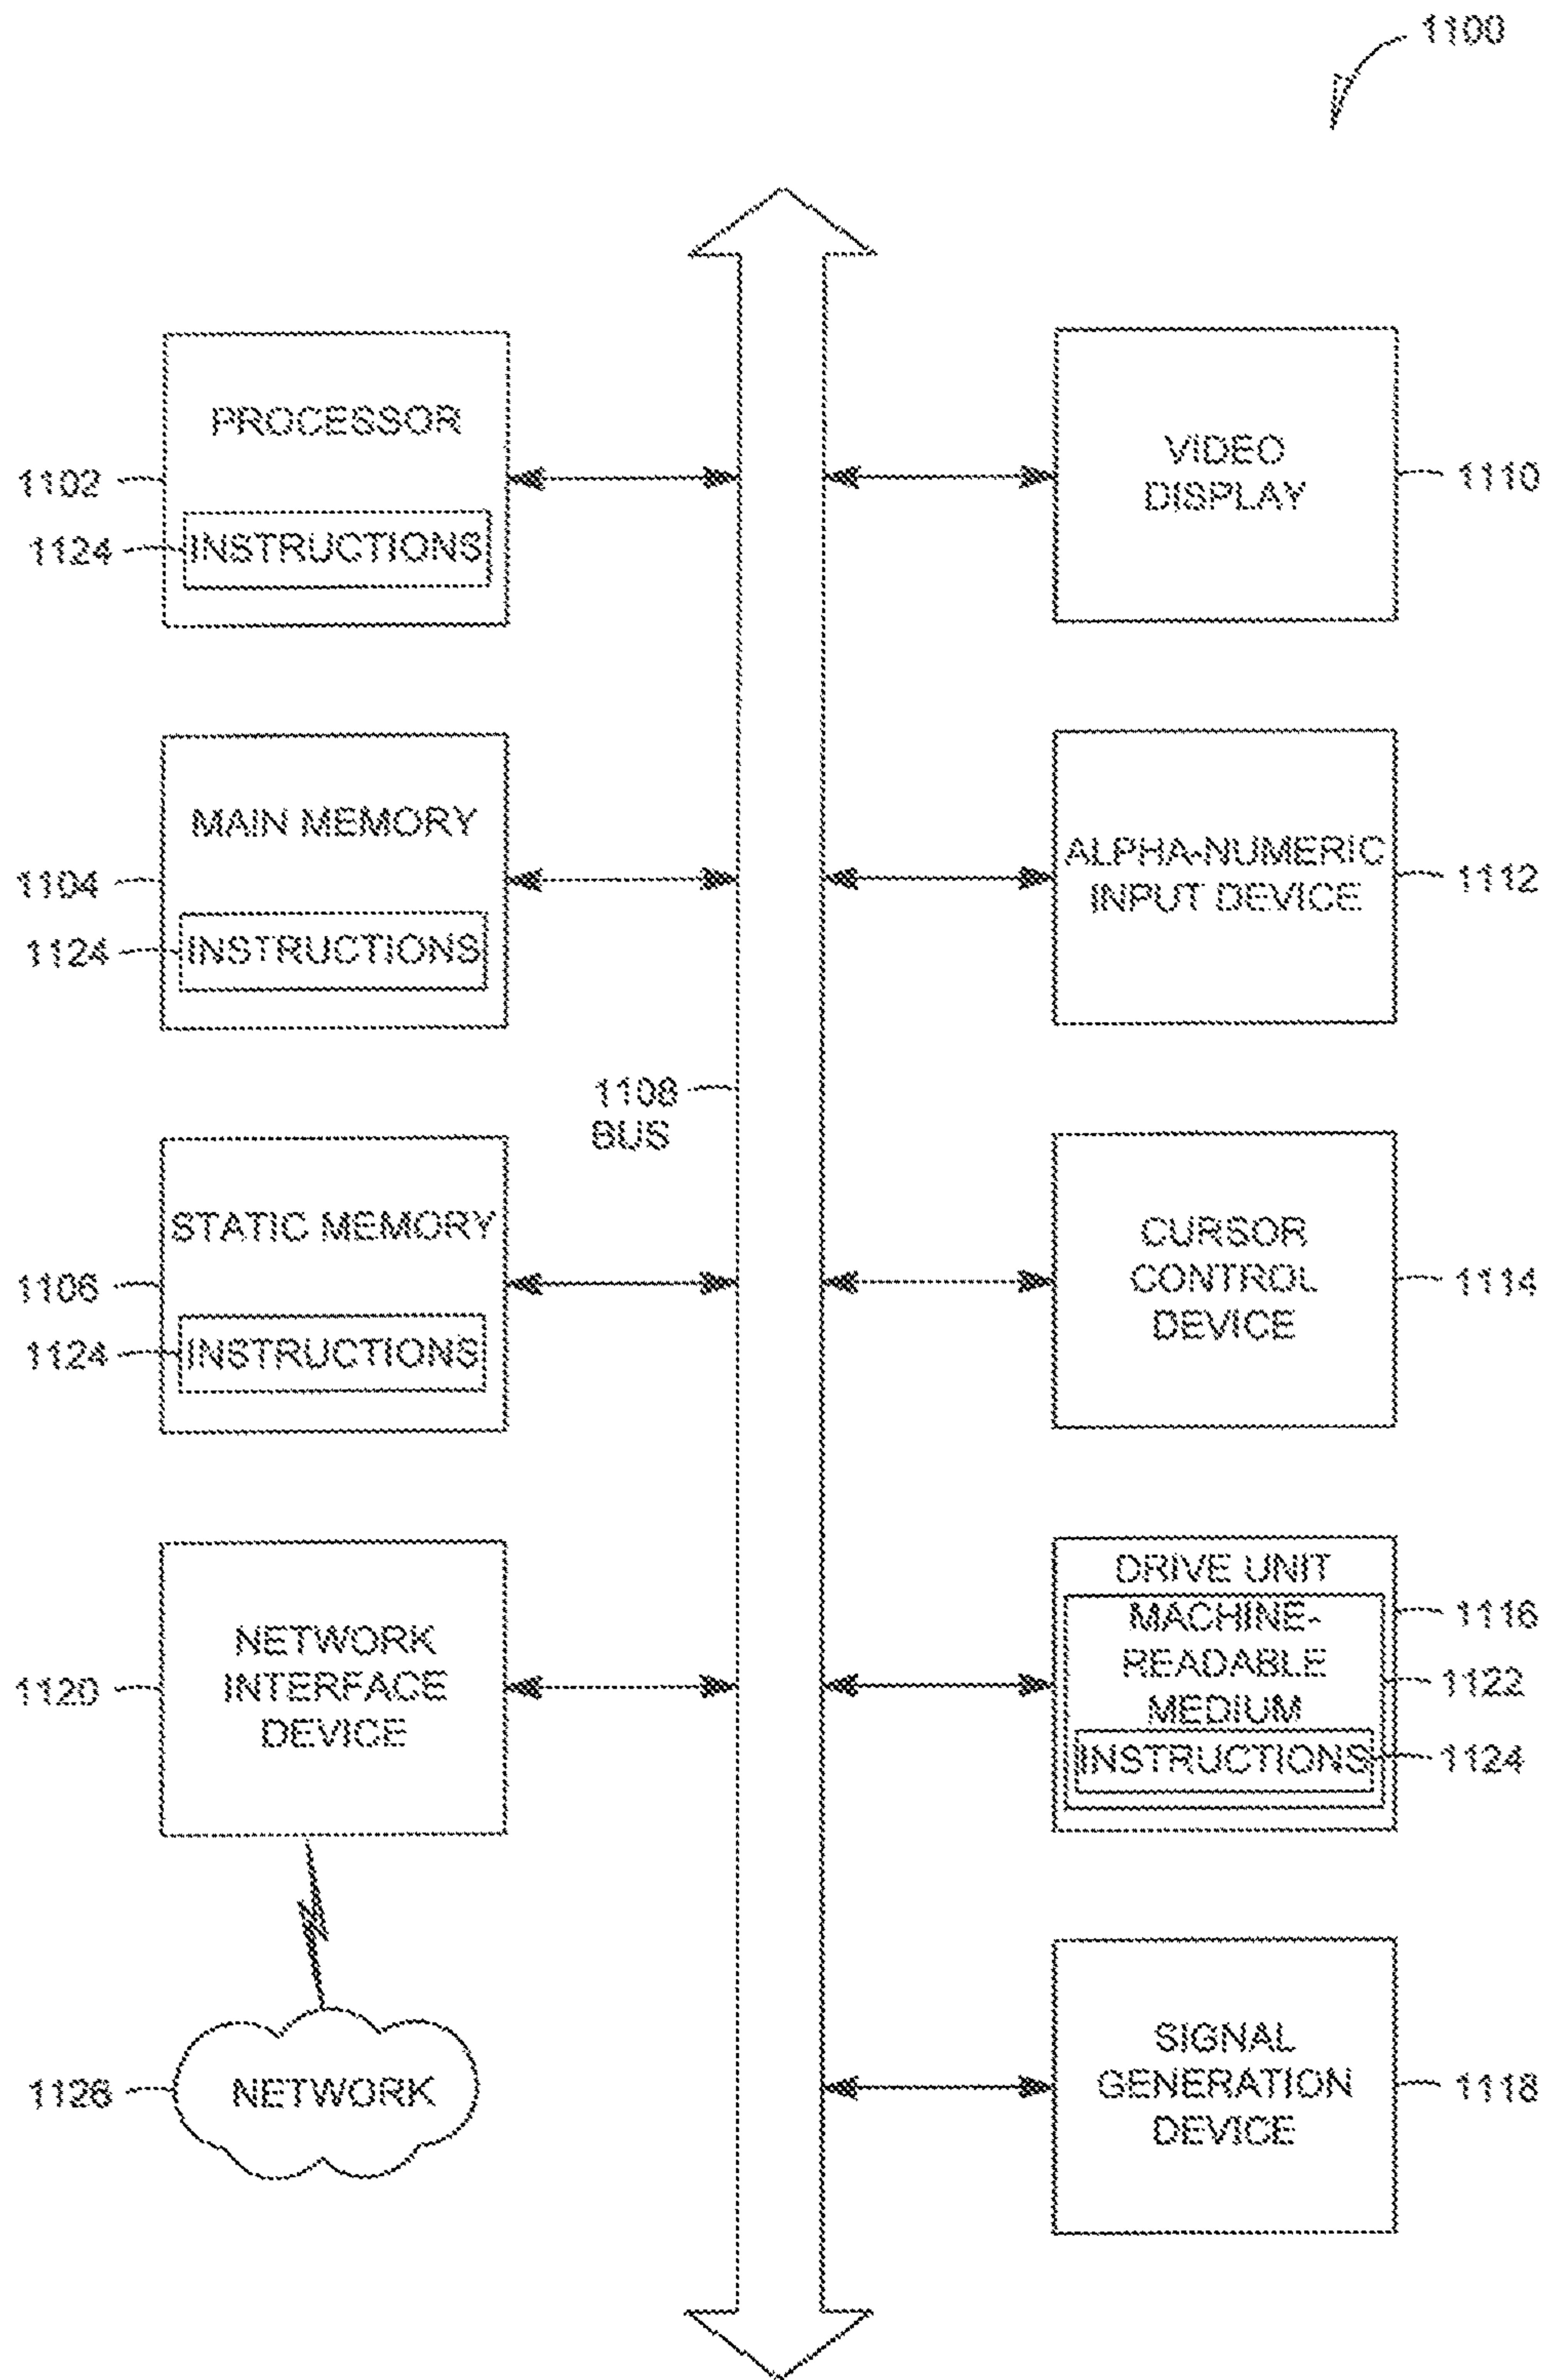 1100
PROCESSOR
1102
1124
INSTRUCTIONS
MAIN MEMORY
1104
1124
INSTRUCTIONS
1108
BUS
STATIC MEMORY
1106
1124
INSTRUCTIONS
NETWORK
INTERFACE
DEVICE
1120
NETWORK
1126
VIDEO
DISPLAY
1110
ALPHA-NUMERIC
INPUT DEVICE
1112
CURSOR
CONTROL
DEVICE
1114
DRIVE UNIT
1116
MACHINE-
READABLE
MEDIUM
1122
INSTRUCTIONS
1124
SIGNAL
GENERATION
DEVICE
1118